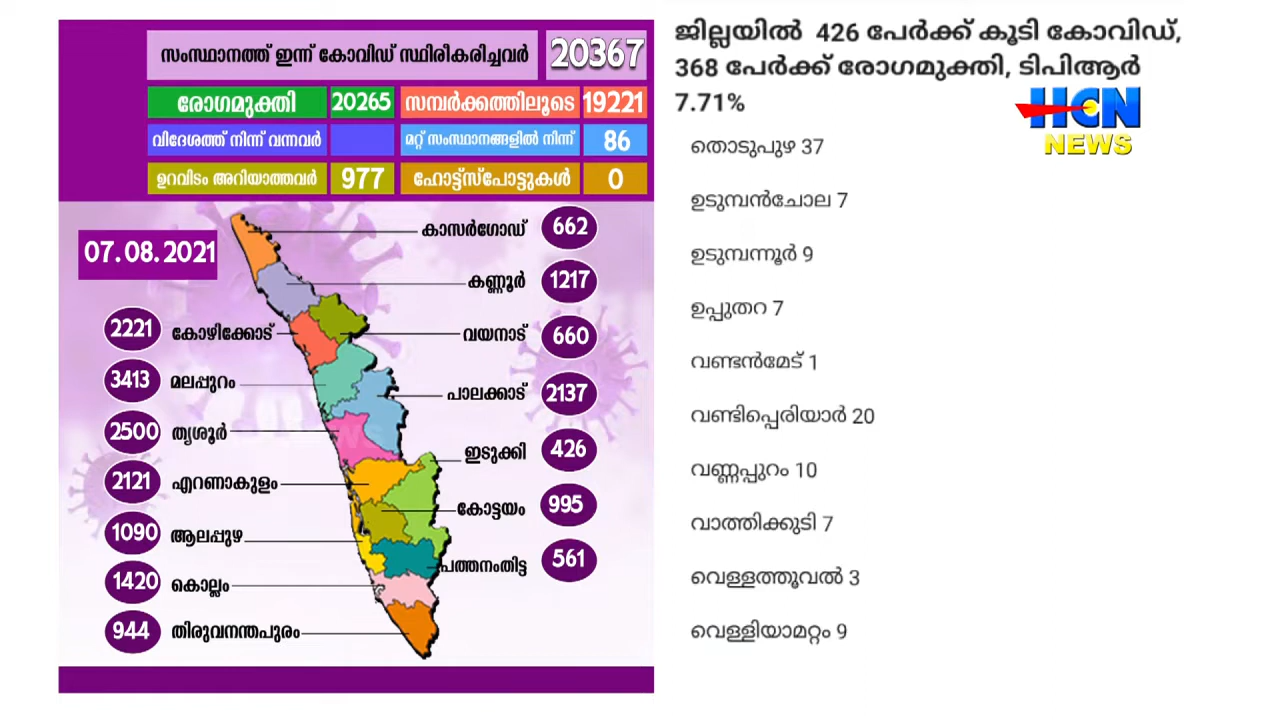 സംസ്ഥാനത്ത് ഇന്ന് കോവിഡ് സ്ഥിരീകരിച്ചവർ 20367
രോഗമുക്തി 20265 സമ്പർക്കത്തിലൂടെ 19221
വിദേശത്ത് നിന്ന് വന്നവർ മറ്റ് സംസ്ഥാനങ്ങളിൽ നിന്ന് 86
ഉറവിടം അറിയാത്തവർ 977 ഹോട്ട്സ്പോട്ടുകൾ 0
07.08.2021
കാസർഗോഡ് 662
കണ്ണൂർ 1217
2221 കോഴിക്കോട്
വയനാട് 660
3413 മലപ്പുറം
പാലക്കാട് 2137
2500 തൃശൂർ
ഇടുക്കി 426
2121 എറണാകുളം
കോട്ടയം 995
1090 ആലപ്പുഴ
പത്തനംതിട്ട 561
1420 കൊല്ലം
944 തിരുവനന്തപുരം
ജില്ലയിൽ 426 പേർക്ക് കൂടി കോവിഡ്,
368 പേർക്ക് രോഗമുക്തി, ടിപിആർ
7.71%
HCN
NEWS
തൊടുപുഴ 37
ഉടുമ്പൻചോല 7
ഉടുമ്പന്നൂർ 9
ഉപ്പുതറ 7
വണ്ടൻമേട് 1
വണ്ടിപ്പെരിയാർ 20
വണ്ണപ്പുറം 10
വാത്തിക്കുടി 7
വെള്ളത്തൂവൽ 3
വെള്ളിയാമറ്റം 9